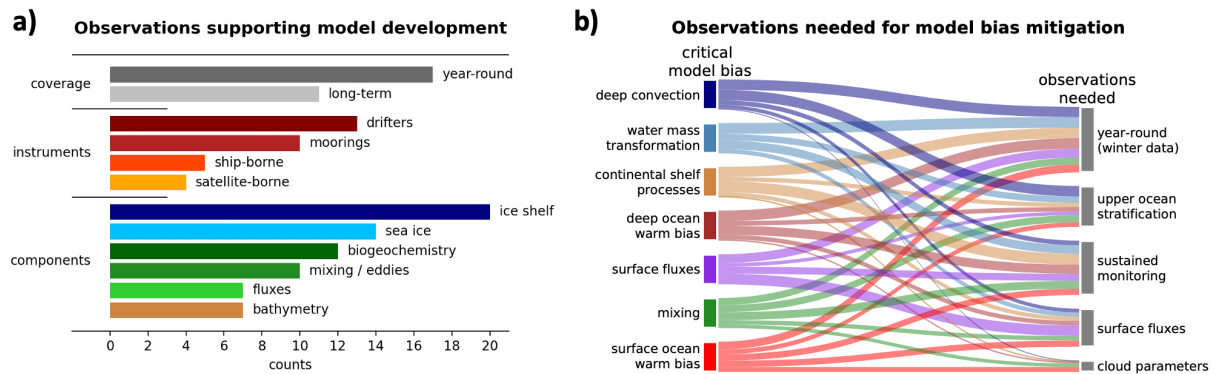 a)
Observations supporting model development
coverage
year-round
long-term
instruments
drifters
moorings
ship-borne
satellite-borne
components
ice shelf
sea ice
biogeochemistry
mixing / eddies
fluxes
bathymetry
0 2 4 6 8 10 12 14 16 18 20
counts
b)
Observations needed for model bias mitigation
critical
model bias
deep convection
water mass
transformation
continental shelf
processes
deep ocean
warm bias
surface fluxes
mixing
surface ocean
warm bias
observations
needed
year-round
(winter data)
upper ocean
stratification
sustained
monitoring
surface fluxes
cloud parameters